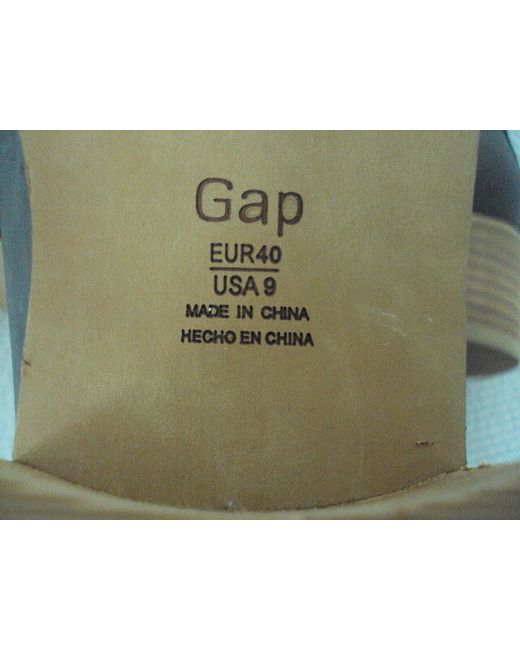 Gap
EUR40
USA 9
MADE IN CHINA
HECHO EN CHINA